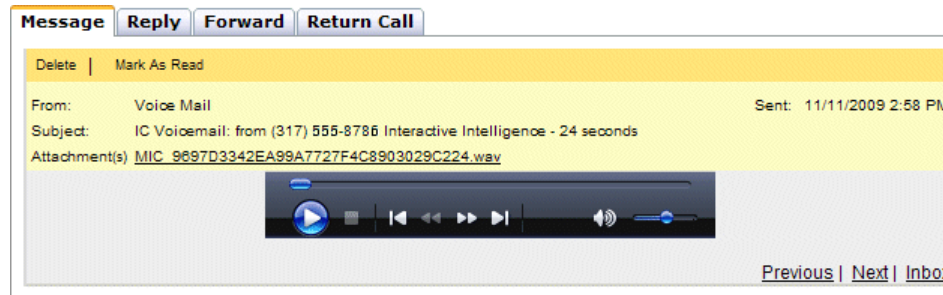 Message Reply Forward Return Call
Delete | Mark As Read
From: Voice Mail Sent: 11/11/2009 2:58 PM
Subject: IC Voicemail: from (317) 555-8786 Interactive Intelligence - 24 seconds
Attachment(s) MIC_9697D3342EA99A7727F4C8903029C224.wav
Previous | Next | Inbox